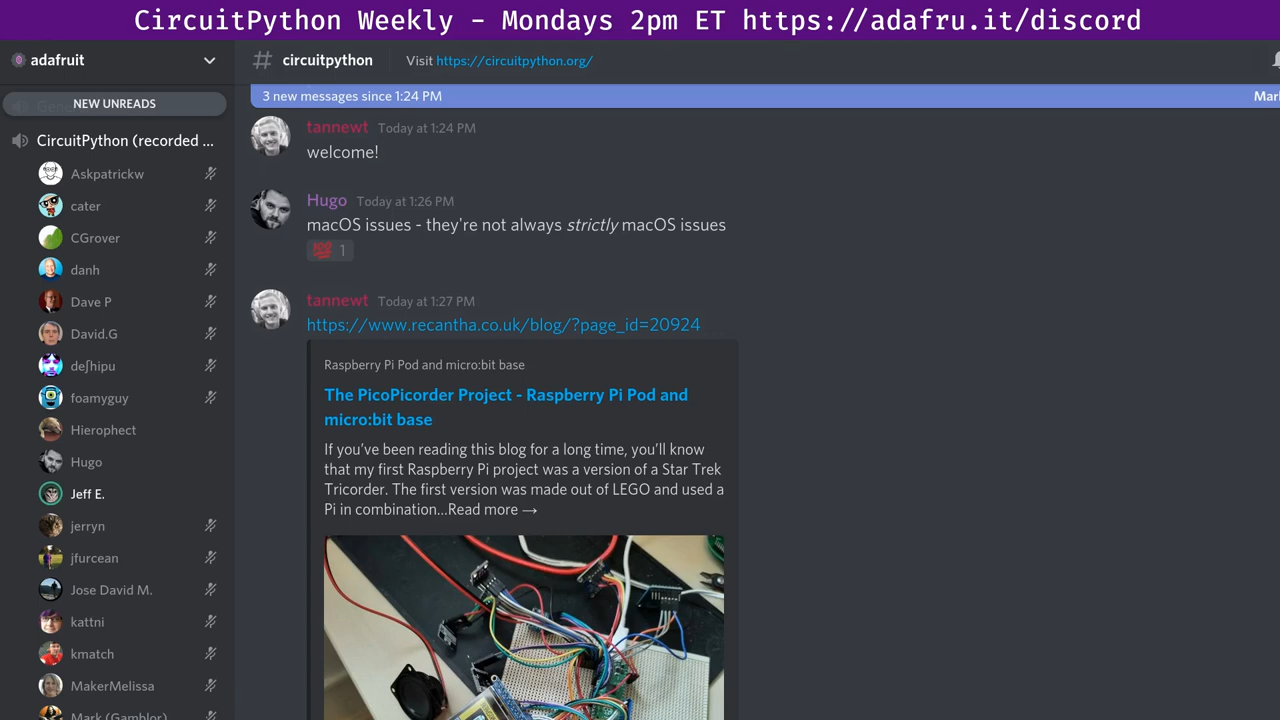 CircuitPython Weekly – Mondays 2pm ET https://adafru.it/discord
adafruit
# circuitpython
Visit https://circuitpython.org/
NEW UNREADS
3 new messages since 1:24 PM
CircuitPython (recorded ...
Askpatrickw
cater
CGrover
danh
Dave P
David.G
deʃhipu
foamyguy
Hierophect
Hugo
Jeff E.
jerryn
jfurcean
Jose David M.
kattni
kmatch
MakerMelissa
Mark (Gamblor)
tannewt Today at 1:24 PM
welcome!
Hugo Today at 1:26 PM
macOS issues - they're not always strictly macOS issues
💯 1
tannewt Today at 1:27 PM
https://www.recantha.co.uk/blog/?page_id=20924
Raspberry Pi Pod and micro:bit base
The PicoPicorder Project - Raspberry Pi Pod and
micro:bit base
If you’ve been reading this blog for a long time, you’ll know
that my first Raspberry Pi project was a version of a Star Trek
Tricorder. The first version was made out of LEGO and used a
Pi in combination...Read more →